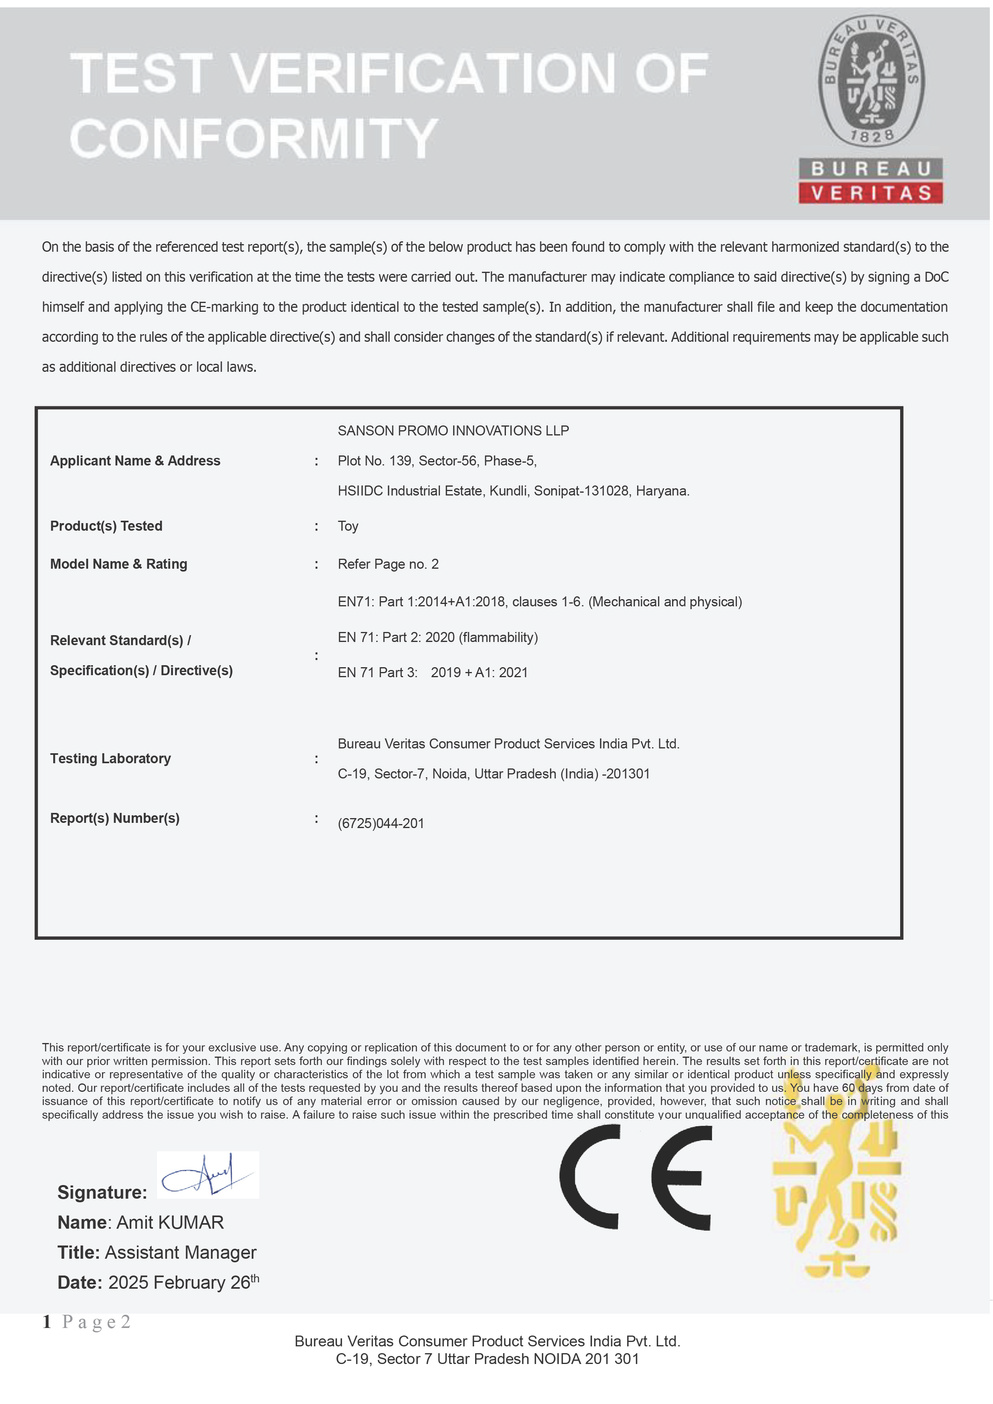 TEST VERIFICATION OF
CONFORMITY
BUREAU VERITAS
1828
BUREAU
VERITAS
On the basis of the referenced test report(s), the sample(s) of the below product has been found to comply with the relevant harmonized standard(s) to the
directive(s) listed on this verification at the time the tests were carried out. The manufacturer may indicate compliance to said directive(s) by signing a DoC
himself and applying the CE-marking to the product identical to the tested sample(s). In addition, the manufacturer shall file and keep the documentation
according to the rules of the applicable directive(s) and shall consider changes of the standard(s) if relevant. Additional requirements may be applicable such
as additional directives or local laws.
SANSON PROMO INNOVATIONS LLP
Applicant Name & Address : Plot No. 139, Sector-56, Phase-5,
HSIIDC Industrial Estate, Kundli, Sonipat-131028, Haryana.
Product(s) Tested : Toy
Model Name & Rating : Refer Page no. 2
EN71: Part 1:2014+A1:2018, clauses 1-6. (Mechanical and physical)
Relevant Standard(s) / EN 71: Part 2: 2020 (flammability)
:
Specification(s) / Directive(s) EN 71 Part 3: 2019 + A1: 2021
Bureau Veritas Consumer Product Services India Pvt. Ltd.
Testing Laboratory :
C-19, Sector-7, Noida, Uttar Pradesh (India) -201301
Report(s) Number(s) : (6725)044-201
This report/certificate is for your exclusive use. Any copying or replication of this document to or for any other person or entity, or use of our name or trademark, is permitted only
with our prior written permission. This report sets forth our findings solely with respect to the test samples identified herein. The results set forth in this report/certificate are not
indicative or representative of the quality or characteristics of the lot from which a test sample was taken or any similar or identical product unless specifically and expressly
noted. Our report/certificate includes all of the tests requested by you and the results thereof based upon the information that you provided to us. You have 60 days from date of
issuance of this report/certificate to notify us of any material error or omission caused by our negligence, provided, however, that such notice shall be in writing and shall
specifically address the issue you wish to raise. A failure to raise such issue within the prescribed time shall constitute your unqualified acceptance of the completeness of this
CE
Signature:
Name: Amit KUMAR
Title: Assistant Manager
Date: 2025 February 26th
1 Page2
Bureau Veritas Consumer Product Services India Pvt. Ltd.
C-19, Sector 7 Uttar Pradesh NOIDA 201 301